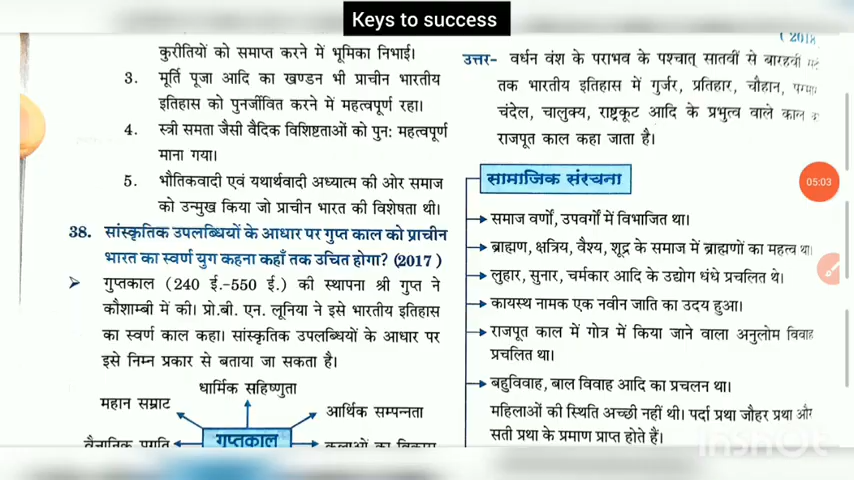 Keys to success
कुरीतियों को समाप्त करने में भूमिका निभाई।
3. मूर्ति पूजा आदि का खण्डन भी प्राचीन भारतीय
इतिहास को पुनर्जीवित करने में महत्वपूर्ण रहा।
4. स्त्री समता जैसी वैदिक विशिष्टताओं को पुनः महत्वपूर्ण
माना गया।
5. भौतिकवादी एवं यथार्थवादी अध्यात्म की ओर समाज
को उन्मुख किया जो प्राचीन भारत की विशेषता थी।
38. सांस्कृतिक उपलब्धियों के आधार पर गुप्त काल को प्राचीन
भारत का स्वर्ण युग कहना कहाँ तक उचित होगा? (2017)
➤ गुप्तकाल (240 ई.-550 ई.) की स्थापना श्री गुप्त ने
कौशाम्बी में की। प्रो.बी. एन. लूनिया ने इसे भारतीय इतिहास
का स्वर्ण काल कहा। सांस्कृतिक उपलब्धियों के आधार पर
इसे निम्न प्रकार से बताया जा सकता है।
धार्मिक सहिष्णुता
महान सम्राट
आर्थिक सम्पन्नता
वैज्ञानिक प्रगति
गुप्तकाल
कलाओं का विकास
(2018
उत्तर- वर्धन वंश के पराभव के पश्चात् सातवीं से बारहवीं
तक भारतीय इतिहास में गुर्जर, प्रतिहार, चौहान, परमार
चंदेल, चालुक्य, राष्ट्रकूट आदि के प्रभुत्व वाले काल
राजपूत काल कहा जाता है।
सामाजिक संरचना
समाज वर्णों, उपवर्गों में विभाजित था।
ब्राह्मण, क्षत्रिय, वैश्य, शूद्र के समाज में ब्राह्मणों का महत्व था।
लुहार, सुनार, चर्मकार आदि के उद्योग धंधे प्रचलित थे।
कायस्थ नामक एक नवीन जाति का उदय हुआ।
राजपूत काल में गोत्र में किया जाने वाला अनुलोम विवाह
प्रचलित था।
बहुविवाह, बाल विवाह आदि का प्रचलन था।
महिलाओं की स्थिति अच्छी नहीं थी। पर्दा प्रथा जौहर प्रथा और
सती प्रथा के प्रमाण प्राप्त होते हैं।
05:03
InShOt